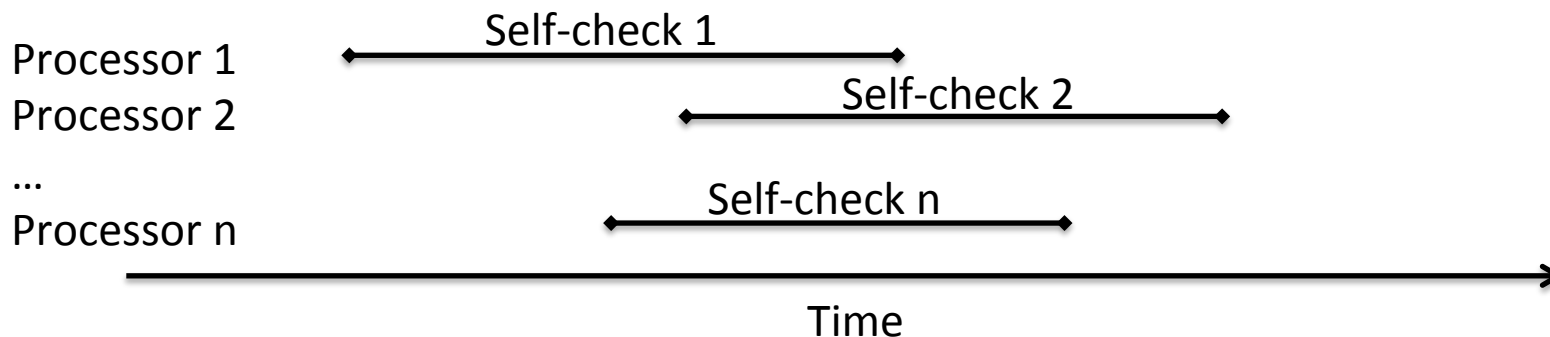 Self-check 1
Processor 1
Self-check 2
Processor 2
...
Self-check n
Processor n
Time